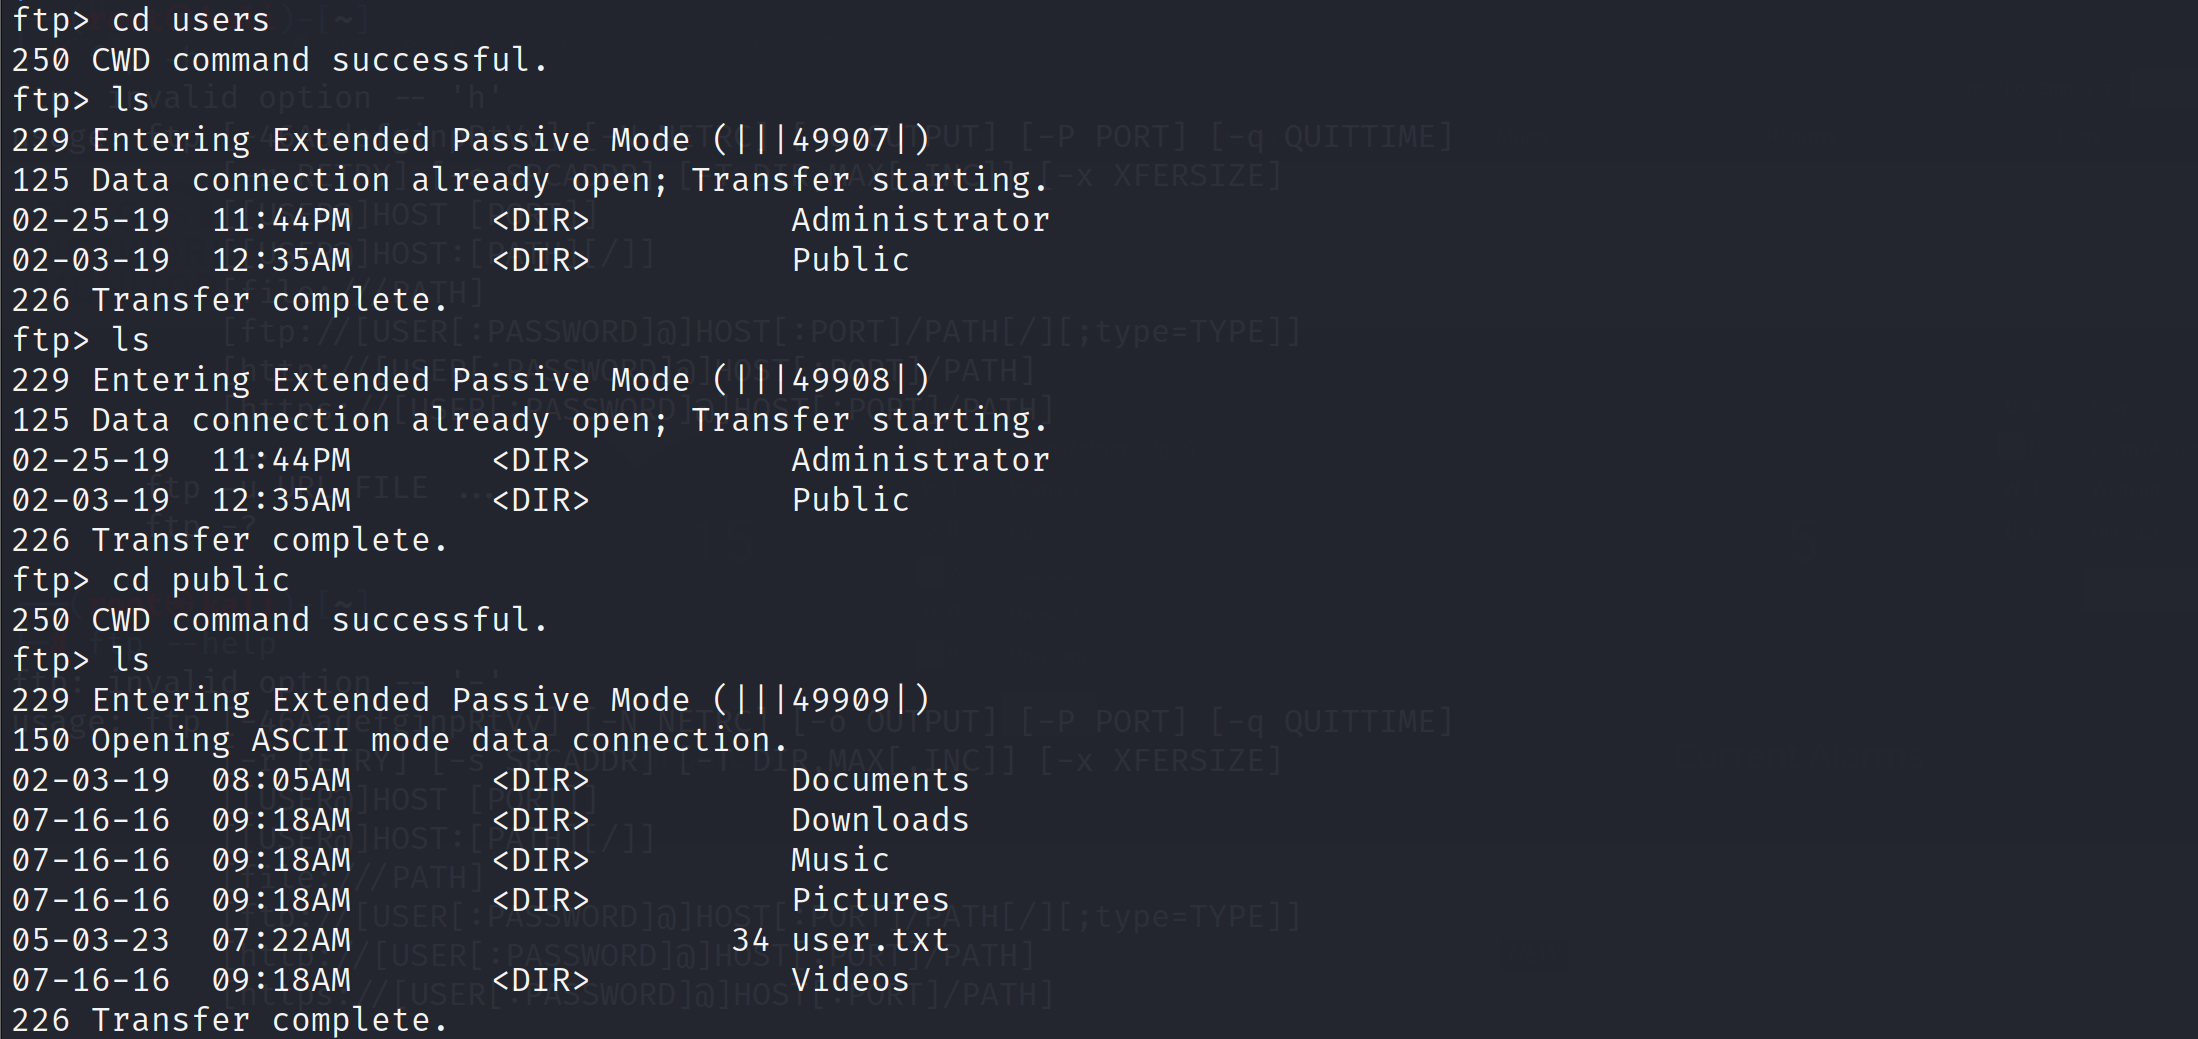 ftp> cd users
250 CWD command successful.
ftp> ls
229 Entering Extended Passive Mode (|||49907|)
125 Data connection already open; Transfer starting.
02-25-19  11:44PM       <DIR>          Administrator
02-03-19  12:35AM       <DIR>          Public
226 Transfer complete.
ftp> ls
229 Entering Extended Passive Mode (|||49908|)
125 Data connection already open; Transfer starting.
02-25-19  11:44PM       <DIR>          Administrator
02-03-19  12:35AM       <DIR>          Public
226 Transfer complete.
ftp> cd public
250 CWD command successful.
ftp> ls
229 Entering Extended Passive Mode (|||49909|)
150 Opening ASCII mode data connection.
02-03-19  08:05AM       <DIR>          Documents
07-16-16  09:18AM       <DIR>          Downloads
07-16-16  09:18AM       <DIR>          Music
07-16-16  09:18AM       <DIR>          Pictures
05-03-23  07:22AM                   34 user.txt
07-16-16  09:18AM       <DIR>          Videos
226 Transfer complete.